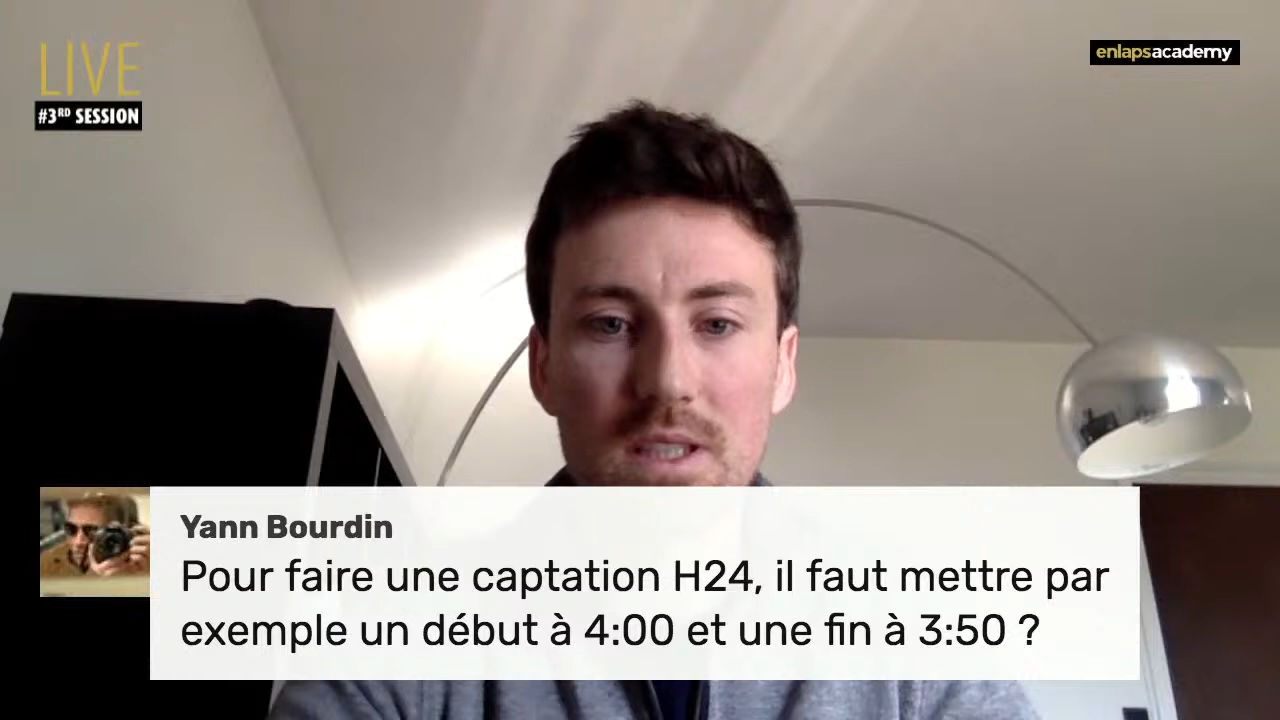 LIVE
#3RD SESSION
enlapsacademy
Yann Bourdin
Pour faire une captation H24, il faut mettre par
exemple un début à 4:00 et une fin à 3:50 ?